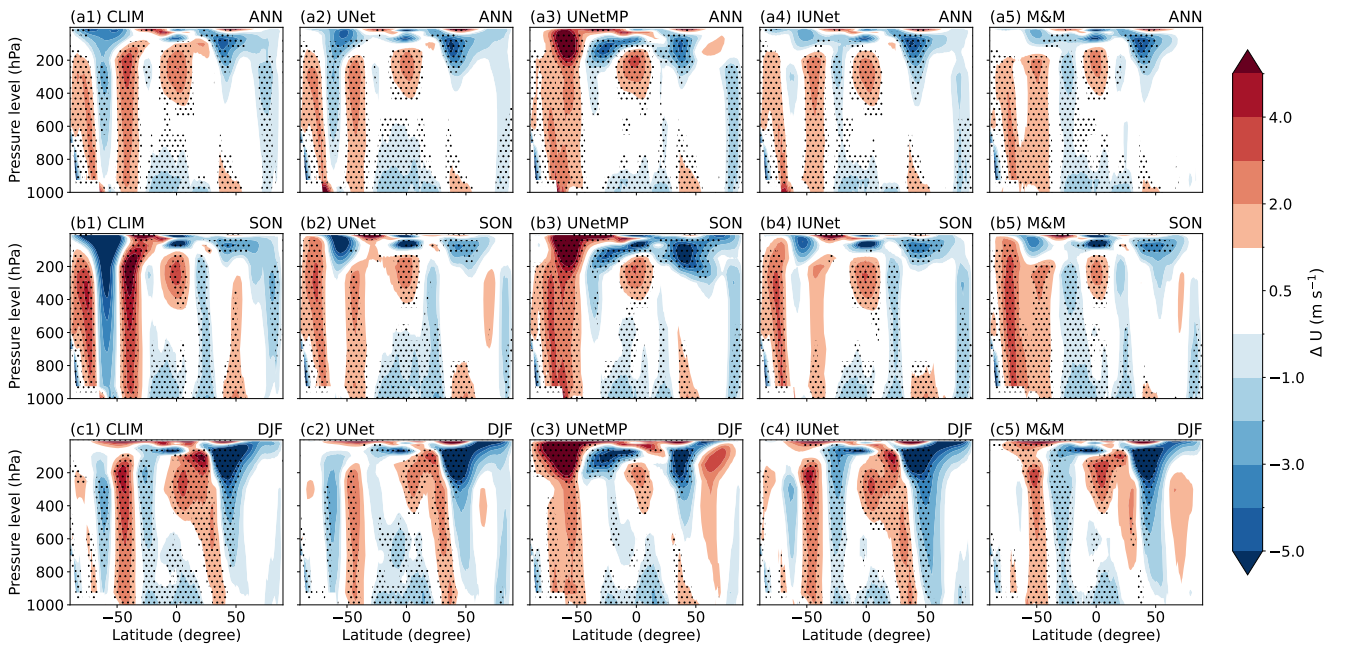 (a1) CLIM ANN (a2) UNet ANN (a3) UNetMP ANN (a4) IUNet ANN (a5) M&M ANN
Pressure level (hPa)
200
400
600
800
1000
(b1) CLIM SON (b2) UNet SON (b3) UNetMP SON (b4) IUNet SON (b5) M&M SON
Pressure level (hPa)
200
400
600
800
1000
(c1) CLIM DJF (c2) UNet DJF (c3) UNetMP DJF (c4) IUNet DJF (c5) M&M DJF
Pressure level (hPa)
200
400
600
800
1000
−50 0 50 −50 0 50 −50 0 50 −50 0 50 −50 0 50
Latitude (degree) Latitude (degree) Latitude (degree) Latitude (degree) Latitude (degree)
4.0
2.0
0.5
−1.0
−3.0
−5.0
Δ U (m s⁻¹)